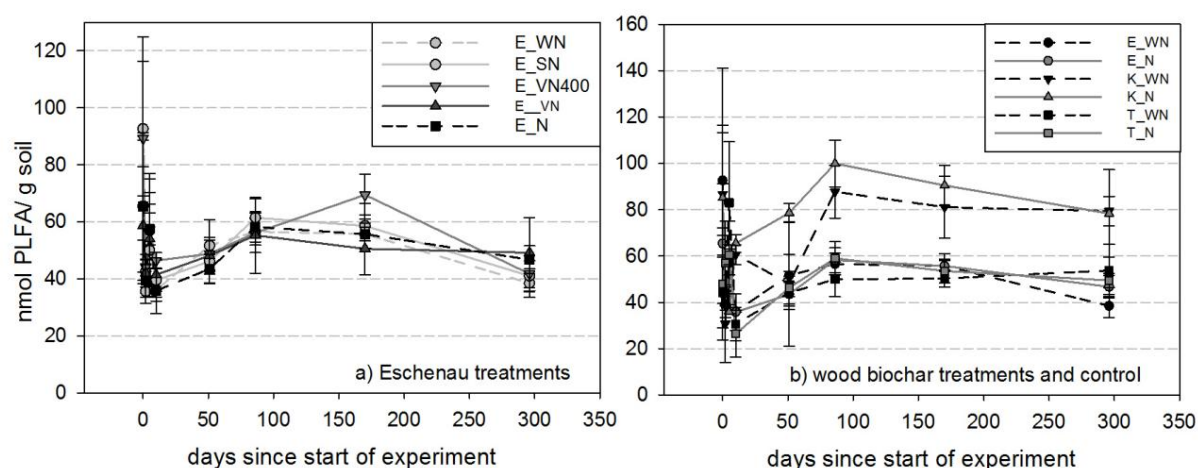 nmol PLFA/ g soil
120
100
80
60
40
20
0
E_WN
E_SN
E_VN400
E__VN
E_N
a) Eschenau treatments
0 50 100 150 200 250 300 350
days since start of experiment
160
140
120
100
80
60
40
20
0
E_WN
E_N
K_WN
K_N
T_WN
T_N
b) wood biochar treatments and control
0 50 100 150 200 250 300 350
days since start of experiment